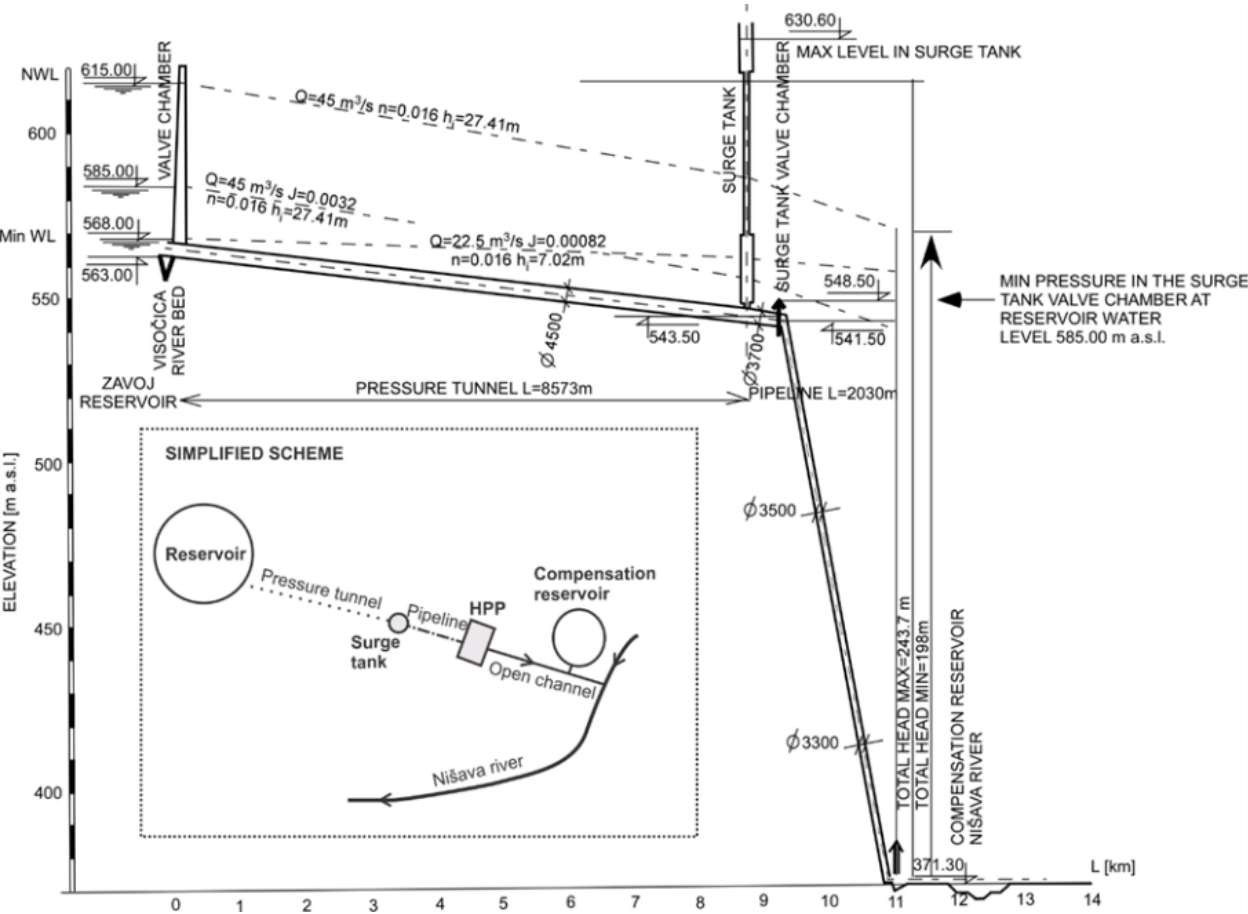 630.60
MAX LEVEL IN SURGE TANK
NWL
615.00
VALVE CHAMBER
Q=45 m³/s n=0.016 hⱼ=27.41m
SURGE TANK
SURGE TANK VALVE CHAMBER
600
585.00
Q=45 m³/s J=0.0032
n=0.016 hⱼ=27.41m
568.00
Min WL
Q=22.5 m³/s J=0.00082
n=0.016 hⱼ=7.02m
563.00
548.50
MIN PRESSURE IN THE SURGE
TANK VALVE CHAMBER AT
RESERVOIR WATER
LEVEL 585.00 m a.s.l.
550
VISOČICA
RIVER BED
Ø 4500
543.50
Ø3700
541.50
ZAVOJ
RESERVOIR
PRESSURE TUNNEL L=8573m
PIPELINE L=2030m
ELEVATION [m a.s.l.]
500
SIMPLIFIED SCHEME
Ø3500
Reservoir
Pressure tunnel
Pipeline
HPP
Compensation
reservoir
Surge
tank
Open channel
450
Nišava river
Ø3300
TOTAL HEAD MAX=243.7 m
TOTAL HEAD MIN=198m
COMPENSATION RESERVOIR
NIŠAVA RIVER
400
371.30
L [km]
0 1 2 3 4 5 6 7 8 9 10 11 12 13 14